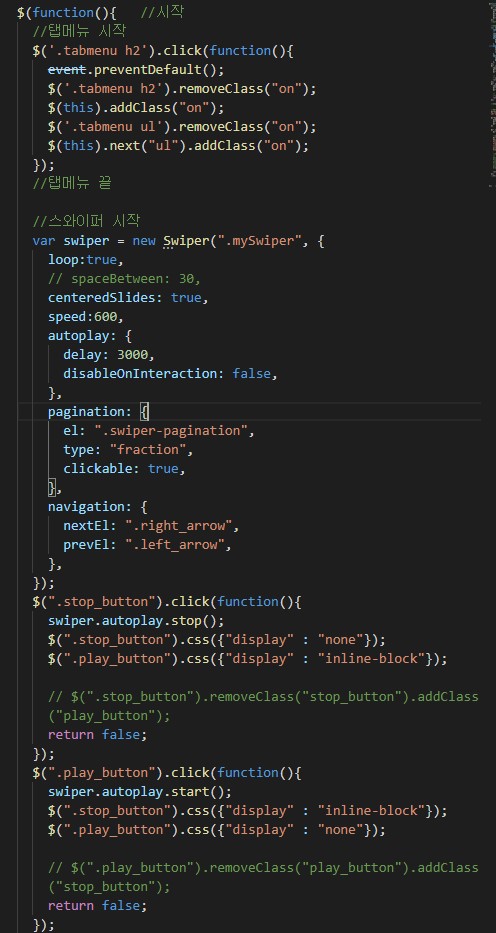 $(function(){   //시작
  //탭메뉴 시작
  $('.tabmenu h2').click(function(){
    event.preventDefault();
    $('.tabmenu h2').removeClass("on");
    $(this).addClass("on");
    $('.tabmenu ul').removeClass("on");
    $(this).next("ul").addClass("on");
  });
  //탭메뉴 끝

  //스와이퍼 시작
  var swiper = new Swiper(".mySwiper", {
    loop:true,
    // spaceBetween: 30,
    centeredSlides: true,
    speed:600,
    autoplay: {
      delay: 3000,
      disableOnInteraction: false,
    },
    pagination: {
      el: ".swiper-pagination",
      type: "fraction",
      clickable: true,
    },
    navigation: {
      nextEl: ".right_arrow",
      prevEl: ".left_arrow",
    },
  });
  $(".stop_button").click(function(){
    swiper.autoplay.stop();
    $(".stop_button").css({"display" : "none"});
    $(".play_button").css({"display" : "inline-block"});

    // $(".stop_button").removeClass("stop_button").addClass
    ("play_button");
    return false;
  });
  $(".play_button").click(function(){
    swiper.autoplay.start();
    $(".stop_button").css({"display" : "inline-block"});
    $(".play_button").css({"display" : "none"});

    // $(".play_button").removeClass("play_button").addClass
    ("stop_button");
    return false;
  });